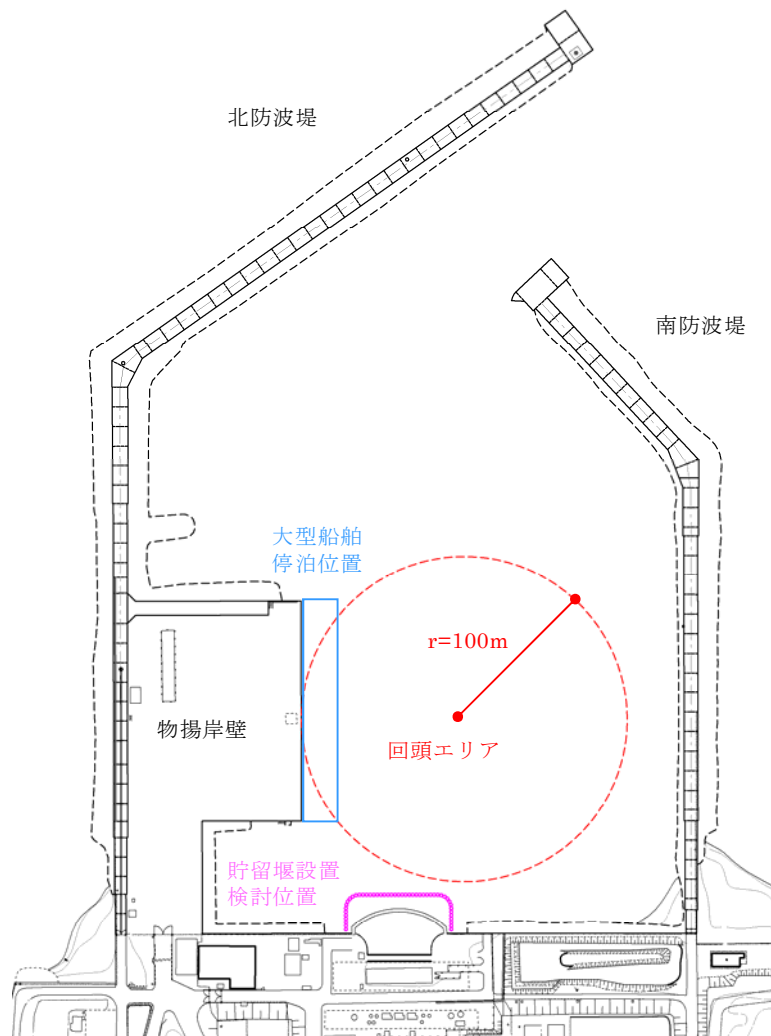 北防波堤
南防波堤
大型船舶
停泊位置
r=100m
物揚岸壁
回頭エリア
貯留堰設置
検討位置